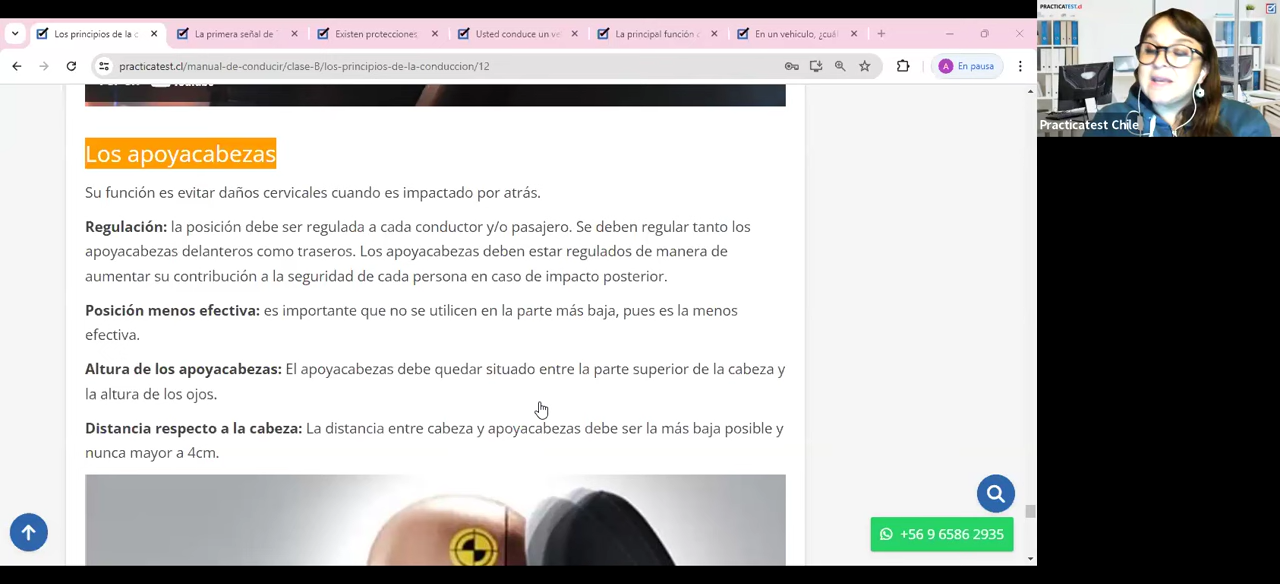 Los principios de la c
La primera señal de
Existen protecciones
Usted conduce un ve
La principal función
En un vehículo, ¿cuá
practicatest.cl/manual-de-conducir/clase-B/los-principios-de-la-conduccion/12
A
En pausa
PRACTICATEST.cl
Practicatest Chile
Los apoyacabezas
Su función es evitar daños cervicales cuando es impactado por atrás.
Regulación: la posición debe ser regulada a cada conductor y/o pasajero. Se deben regular tanto los
apoyacabezas delanteros como traseros. Los apoyacabezas deben estar regulados de manera de
aumentar su contribución a la seguridad de cada persona en caso de impacto posterior.
Posición menos efectiva: es importante que no se utilicen en la parte más baja, pues es la menos
efectiva.
Altura de los apoyacabezas: El apoyacabezas debe quedar situado entre la parte superior de la cabeza y
la altura de los ojos.
Distancia respecto a la cabeza: La distancia entre cabeza y apoyacabezas debe ser la más baja posible y
nunca mayor a 4cm.
+56 9 6586 2935